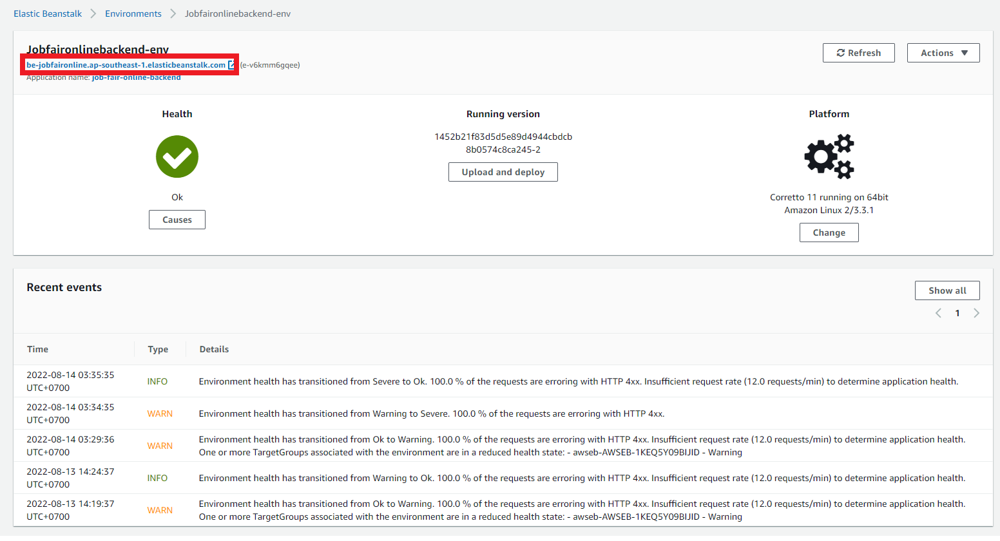 Elastic Beanstalk > Environments > Jobfaironlinebackend-env
Jobfaironlinebackend-env
be-jobfaironline.ap-southeast-1.elasticbeanstalk.com (e-v6kmm6gqee)
Application name: job-fair-online-backend
Refresh
Actions
Health
Ok
Causes
Running version
1452b21f83d5d5e89d4944cbdcb
8b0574c8ca245-2
Upload and deploy
Platform
Corretto 11 running on 64bit
Amazon Linux 2/3.3.1
Change
Recent events
Show all
1
Time Type Details
2022-08-14 03:35:35
UTC+0700
INFO
Environment health has transitioned from Severe to Ok. 100.0 % of the requests are erroring with HTTP 4xx. Insufficient request rate (12.0 requests/min) to determine application health.
2022-08-14 03:34:35
UTC+0700
WARN
Environment health has transitioned from Warning to Severe. 100.0 % of the requests are erroring with HTTP 4xx.
2022-08-14 03:29:36
UTC+0700
WARN
Environment health has transitioned from Ok to Warning. 100.0 % of the requests are erroring with HTTP 4xx. Insufficient request rate (12.0 requests/min) to determine application health.
One or more TargetGroups associated with the environment are in a reduced health state: - awseb-AWSEB-1KEQ5Y09BIJID - Warning
2022-08-13 14:24:37
UTC+0700
INFO
Environment health has transitioned from Warning to Ok. 100.0 % of the requests are erroring with HTTP 4xx. Insufficient request rate (12.0 requests/min) to determine application health.
2022-08-13 14:19:37
UTC+0700
WARN
Environment health has transitioned from Ok to Warning. 100.0 % of the requests are erroring with HTTP 4xx. Insufficient request rate (12.0 requests/min) to determine application health.
One or more TargetGroups associated with the environment are in a reduced health state: - awseb-AWSEB-1KEQ5Y09BIJID - Warning